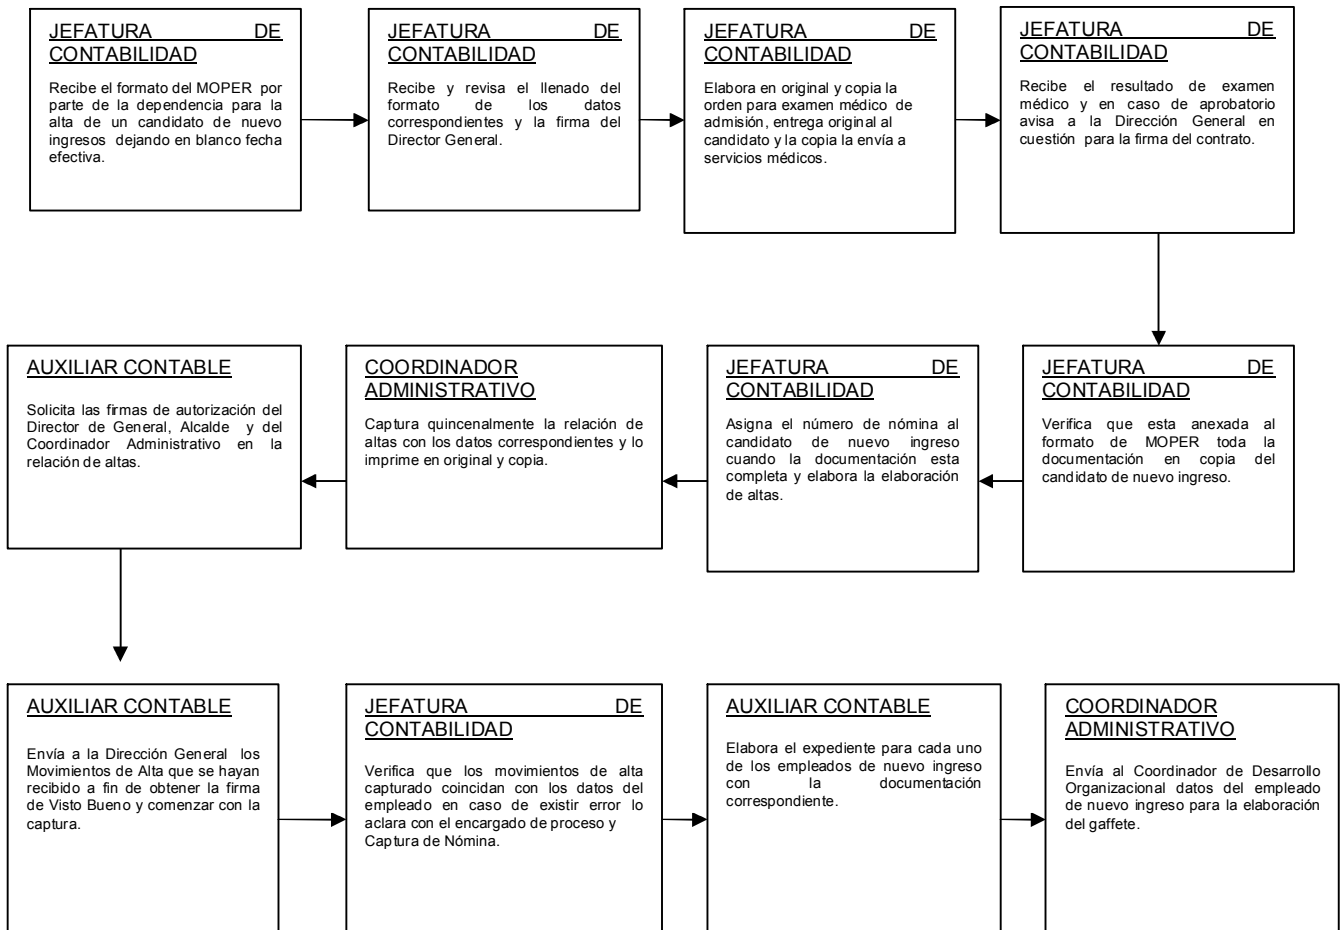 JEFATURA DE
CONTABILIDAD
Recibe el formato del MOPER por
parte de la dependencia para la
alta de un candidato de nuevo
ingresos dejando en blanco fecha
efectiva.
JEFATURA DE
CONTABILIDAD
Recibe y revisa el llenado del
formato de los datos
correspondientes y la firma del
Director General.
JEFATURA DE
CONTABILIDAD
Elabora en original y copia la
orden para examen médico de
admisión, entrega original al
candidato y la copia la envía a
servicios médicos.
JEFATURA DE
CONTABILIDAD
Recibe el resultado de examen
médico y en caso de aprobatorio
avisa a la Dirección General en
cuestión para la firma del contrato.
JEFATURA DE
CONTABILIDAD
Verifica que esta anexada al
formato de MOPER toda la
documentación en copia del
candidato de nuevo ingreso.
JEFATURA DE
CONTABILIDAD
Asigna el número de nómina al
candidato de nuevo ingreso
cuando la documentación esta
completa y elabora la elaboración
de altas.
COORDINADOR
ADMINISTRATIVO
Captura quincenalmente la relación de
altas con los datos correspondientes y lo
imprime en original y copia.
AUXILIAR CONTABLE
Solicita las firmas de autorización del
Director de General, Alcalde y del
Coordinador Administrativo en la
relación de altas.
AUXILIAR CONTABLE
Envía a la Dirección General los
Movimientos de Alta que se hayan
recibido a fin de obtener la firma
de Visto Bueno y comenzar con la
captura.
JEFATURA DE
CONTABILIDAD
Verifica que los movimientos de alta
capturado coincidan con los datos del
empleado en caso de existir error lo
aclara con el encargado de proceso y
Captura de Nómina.
AUXILIAR CONTABLE
Elabora el expediente para cada uno
de los empleados de nuevo ingreso
con la documentación
correspondiente.
COORDINADOR
ADMINISTRATIVO
Envía al Coordinador de Desarrollo
Organizacional datos del empleado
de nuevo ingreso para la elaboración
del gaffete.